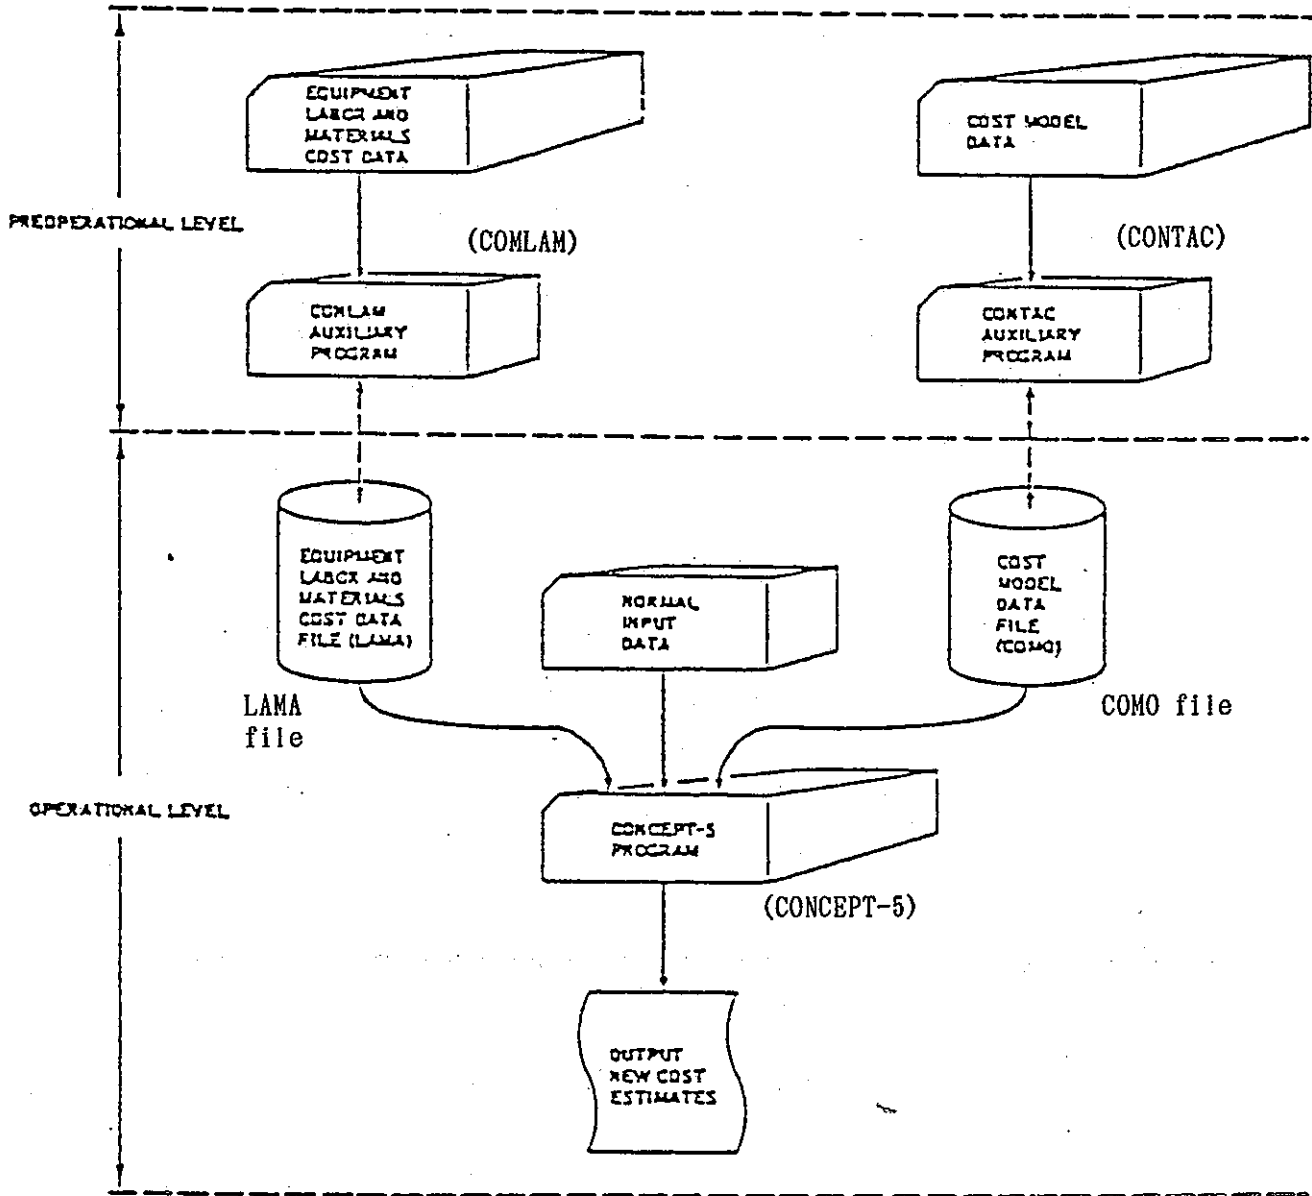 EQUIPMENT
LABOR AND
MATERIALS
COST DATA
COST MODEL
DATA
PREOPERATIONAL LEVEL
(COMLAM)
(CONTAC)
COMLAM
AUXILIARY
PROGRAM
CONTAC
AUXILIARY
PROGRAM
EQUIPMENT
LABOR AND
MATERIALS
COST DATA
FILE (LAMA)
NORMAL
INPUT
DATA
COST
MODEL
DATA
FILE
(COMO)
LAMA
file
COMO file
OPERATIONAL LEVEL
CONCEPT-5
PROGRAM
(CONCEPT-5)
OUTPUT
NEW COST
ESTIMATES